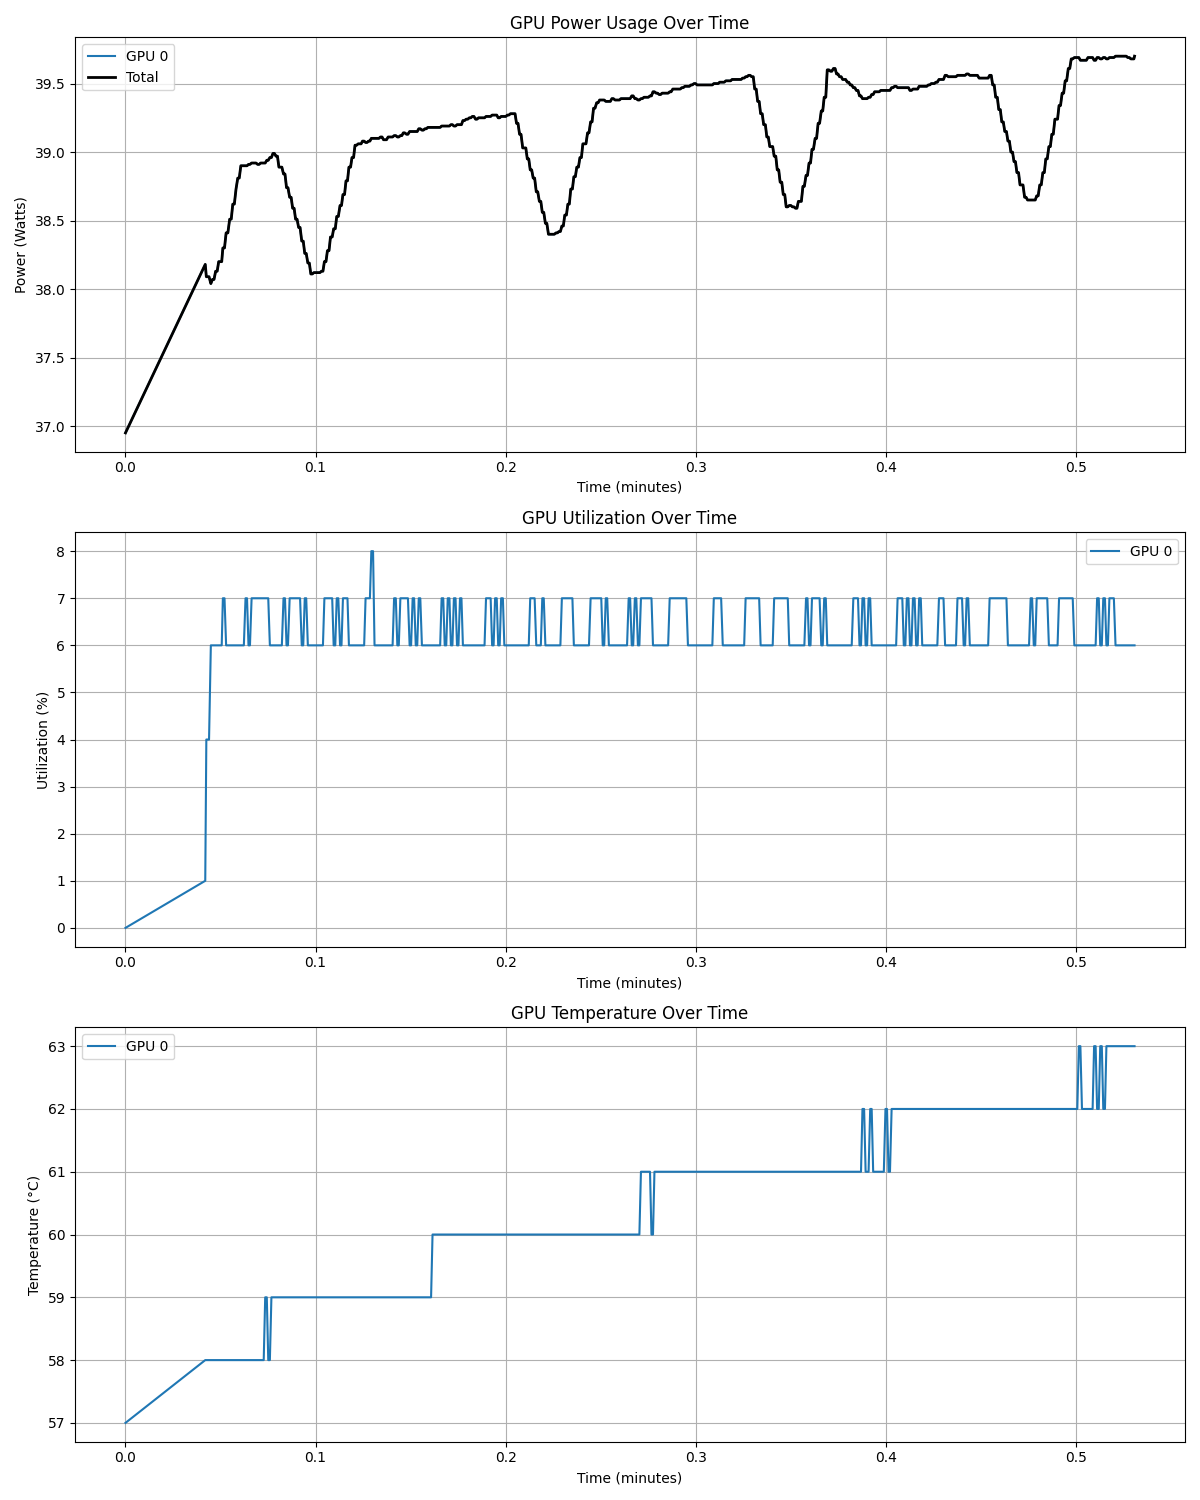 GPU Power Usage Over Time
GPU 0
Total
39.5
39.0
38.5
38.0
37.5
37.0
Power (Watts)
0.0 0.1 0.2 0.3 0.4 0.5
Time (minutes)
GPU Utilization Over Time
GPU 0
8
7
6
5
4
3
2
1
0
Utilization (%)
0.0 0.1 0.2 0.3 0.4 0.5
Time (minutes)
GPU Temperature Over Time
GPU 0
63
62
61
60
59
58
57
Temperature (°C)
0.0 0.1 0.2 0.3 0.4 0.5
Time (minutes)